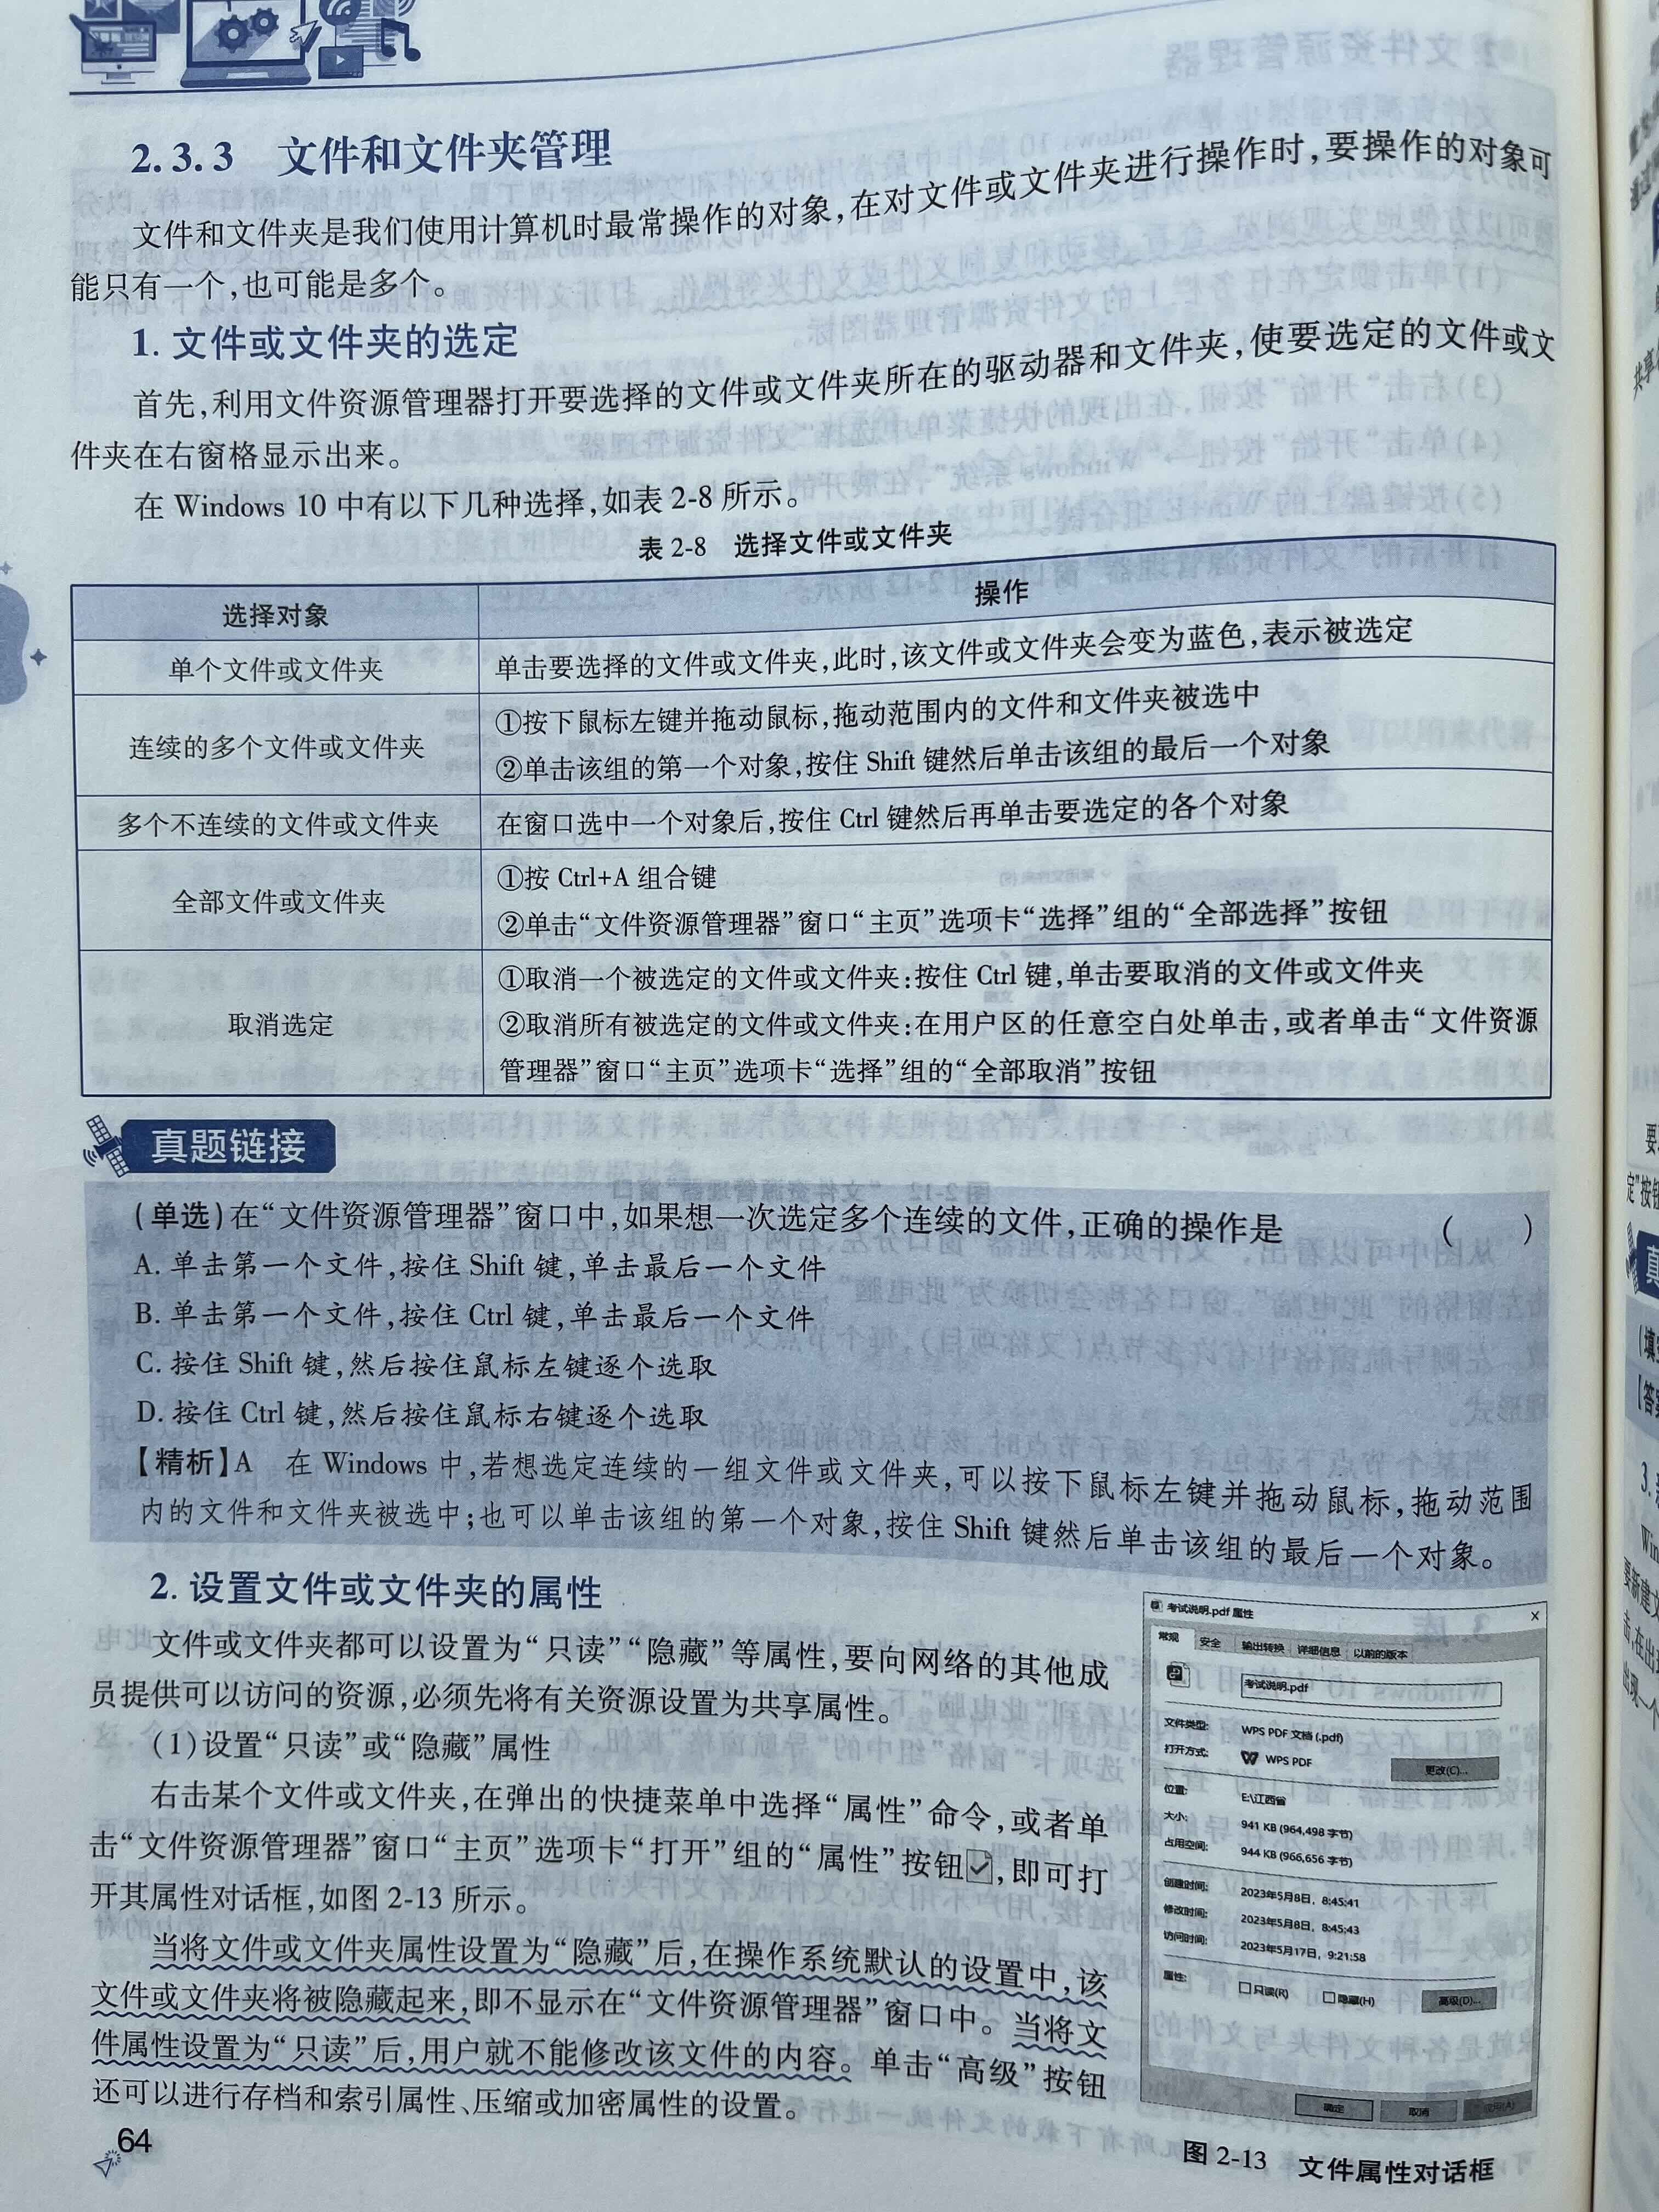 2.3.3 文件和文件夹管理
文件和文件夹是我们使用计算机时最常操作的对象,在对文件或文件夹进行操作时,要操作的对象可
能只有一个,也可能是多个。
1. 文件或文件夹的选定
首先,利用文件资源管理器打开要选择的文件或文件夹所在的驱动器和文件夹,使要选定的文件或文
件夹在右窗格显示出来。
在 Windows 10 中有以下几种选择,如表 2-8 所示。
表 2-8 选择文件或文件夹
选择对象 操作
单个文件或文件夹 单击要选择的文件或文件夹,此时,该文件或文件夹会变为蓝色,表示被选定
连续的多个文件或文件夹 ①按下鼠标左键并拖动鼠标,拖动范围内的文件和文件夹被选中
②单击该组的第一个对象,按住 Shift 键然后单击该组的最后一个对象
多个不连续的文件或文件夹 在窗口选中一个对象后,按住 Ctrl 键然后再单击要选定的各个对象
全部文件或文件夹 ①按 Ctrl+A 组合键
②单击“文件资源管理器”窗口“主页”选项卡“选择”组的“全部选择”按钮
取消选定 ①取消一个被选定的文件或文件夹:按住 Ctrl 键,单击要取消的文件或文件夹
②取消所有被选定的文件或文件夹:在用户区的任意空白处单击,或者单击“文件资源
管理器”窗口“主页”选项卡“选择”组的“全部取消”按钮
真题链接
(单选)在“文件资源管理器”窗口中,如果想一次选定多个连续的文件,正确的操作是 ( )
A. 单击第一个文件,按住 Shift 键,单击最后一个文件
B. 单击第一个文件,按住 Ctrl 键,单击最后一个文件
C. 按住 Shift 键,然后按住鼠标左键逐个选取
D. 按住 Ctrl 键,然后按住鼠标右键逐个选取
【精析】A 在 Windows 中,若想选定连续的一组文件或文件夹,可以按下鼠标左键并拖动鼠标,拖动范围
内的文件和文件夹被选中;也可以单击该组的第一个对象,按住 Shift 键然后单击该组的最后一个对象。
2. 设置文件或文件夹的属性
文件或文件夹都可以设置为“只读”“隐藏”等属性,要向网络的其他成
员提供可以访问的资源,必须先将有关资源设置为共享属性。
(1)设置“只读”或“隐藏”属性
右击某个文件或文件夹,在弹出的快捷菜单中选择“属性”命令,或者单
击“文件资源管理器”窗口“主页”选项卡“打开”组的“属性”按钮,即可打
开其属性对话框,如图 2-13 所示。
当将文件或文件夹属性设置为“隐藏”后,在操作系统默认的设置中,该
文件或文件夹将被隐藏起来,即不显示在“文件资源管理器”窗口中。当将文
件属性设置为“只读”后,用户就不能修改该文件的内容。单击“高级”按钮
还可以进行存档和索引属性、压缩或加密属性的设置。
考试说明.pdf 属性
常规 安全 输出转换 详细信息 以前的版本
考试说明.pdf
文件类型: WPS PDF 文档 (.pdf)
打开方式: WPS PDF 更改(C)...
位置: E:\江西省
大小: 941 KB (964,498 字节)
占用空间: 944 KB (966,656 字节)
创建时间: 2023年5月8日, 8:45:41
修改时间: 2023年5月8日, 8:45:43
访问时间: 2023年5月17日, 9:21:58
属性: 只读(R) 隐藏(H) 高级(D)...
确定 取消 应用(A)
图 2-13 文件属性对话框
64